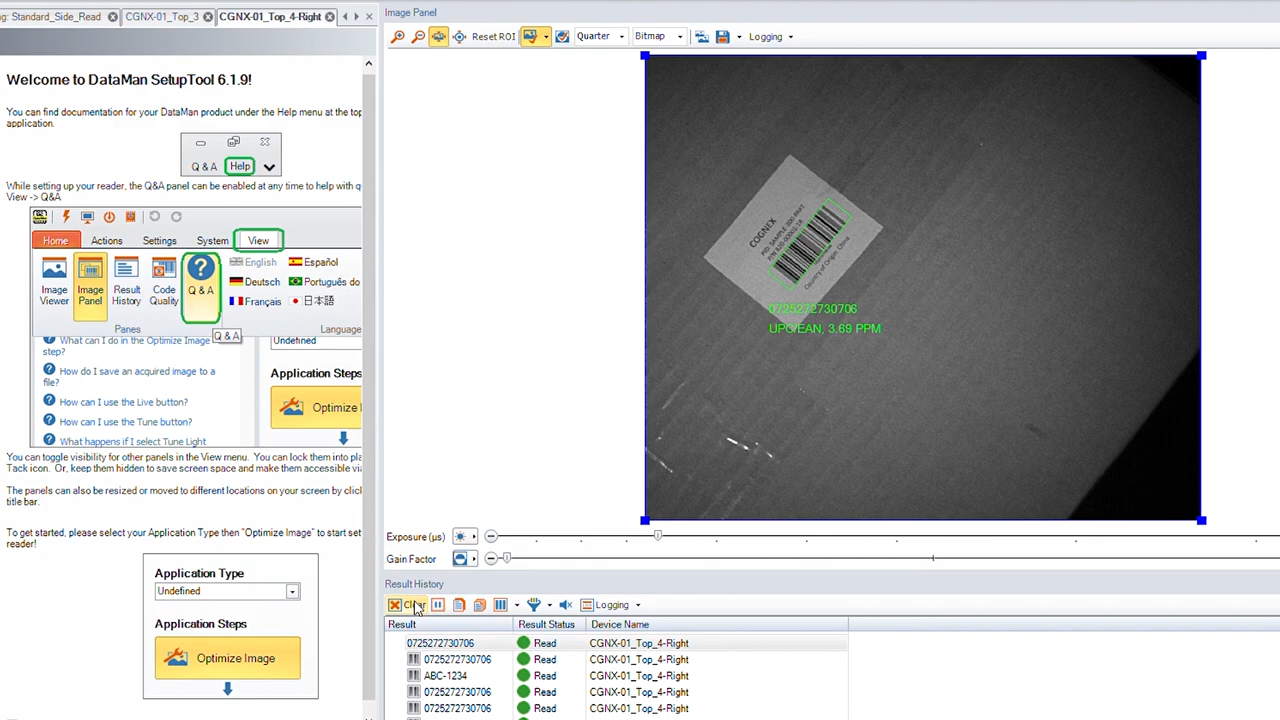 ng: Standard_Side_Read
CGNX-01_Top_3
CGNX-01_Top_4-Right
Welcome to DataMan SetupTool 6.1.9!
You can find documentation for your DataMan product under the Help menu at the top
application.
Q & A
Help
While setting up your reader, the Q&A panel can be enabled at any time to help with q
View -> Q&A
Home
Actions
Settings
System
View
Image Viewer
Image Panel
Result History
Code Quality
Q & A
English
Español
Deutsch
Português do
Français
日本語
Panes
Language
Q & A
What can I do in the Optimize Image
step?
How do I save an acquired image to a
file?
How can I use the Live button?
How can I use the Tune button?
What happens if I select Tune Light
Undefined
Application Steps
Optimize I
You can toggle visibility for other panels in the View menu. You can lock them into pla
Tack icon. Or, keep them hidden to save screen space and make them accessible via
The panels can also be resized or moved to different locations on your screen by click
title bar.
To get started, please select your Application Type then "Optimize Image" to start set
reader!
Application Type
Undefined
Application Steps
Optimize Image
Image Panel
Reset ROI
Quarter
Bitmap
Logging
COGNEX
PID, SAMPLE 300 PART
Country of Origin, China
0725272730706
UPC/EAN, 3.69 PPM
Exposure (µs)
Gain Factor
Result History
Clear
Logging
Result
Result Status
Device Name
0725272730706 Read CGNX-01_Top_4-Right
0725272730706 Read CGNX-01_Top_4-Right
ABC-1234 Read CGNX-01_Top_4-Right
0725272730706 Read CGNX-01_Top_4-Right
0725272730706 Read CGNX-01_Top_4-Right